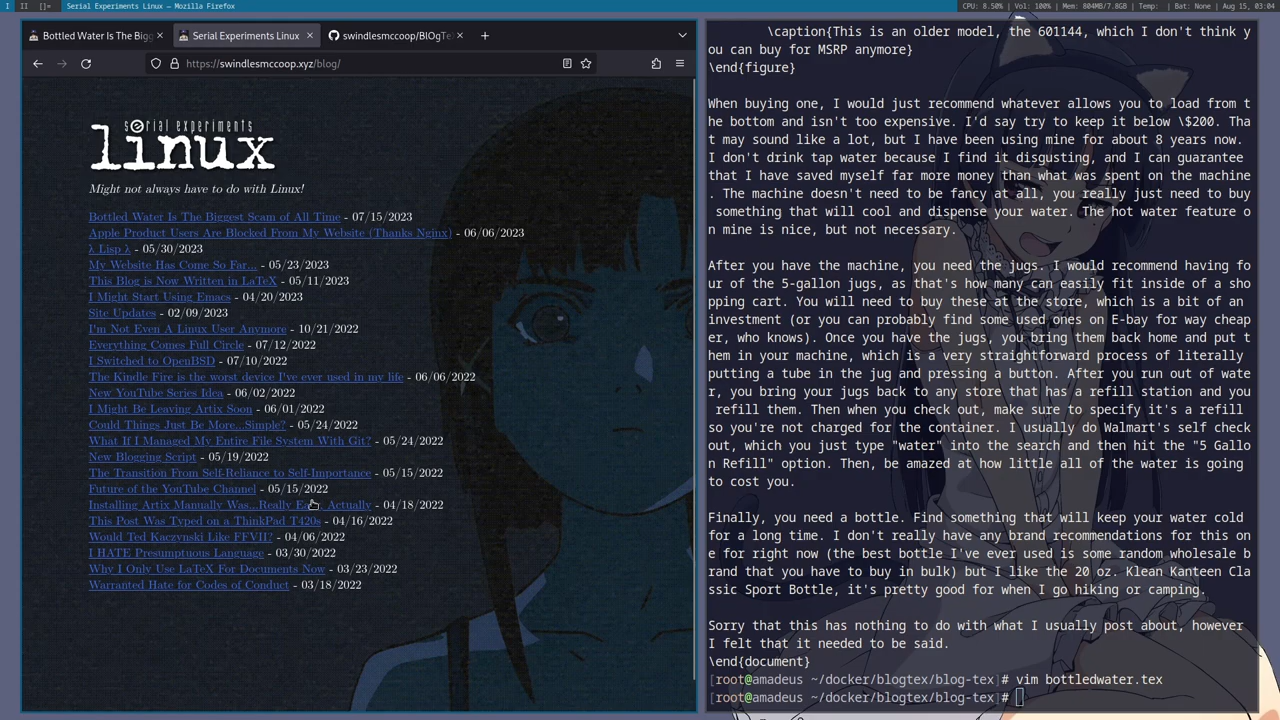 I II []= Serial Experiments Linux — Mozilla Firefox
CPU: 8.50% | Vol: 100% | Mem: 804MB/7.8GB | Temp: | Bat: None | Aug 15, 03:04
Bottled Water Is The Bigg
Serial Experiments Linux
swindlesmccoop/BlOgTe
https://swindlesmccoop.xyz/blog/
serial experiments
linux
Might not always have to do with Linux!
Bottled Water Is The Biggest Scam of All Time - 07/15/2023
Apple Product Users Are Blocked From My Website (Thanks Nginx) - 06/06/2023
λ Lisp λ - 05/30/2023
My Website Has Come So Far... - 05/23/2023
This Blog is Now Written in LaTeX - 05/11/2023
I Might Start Using Emacs - 04/20/2023
Site Updates - 02/09/2023
I'm Not Even A Linux User Anymore - 10/21/2022
Everything Comes Full Circle - 07/12/2022
I Switched to OpenBSD - 07/10/2022
The Kindle Fire is the worst device I've ever used in my life - 06/06/2022
New YouTube Series Idea - 06/02/2022
I Might Be Leaving Artix Soon - 06/01/2022
Could Things Just Be More...Simple? - 05/24/2022
What If I Managed My Entire File System With Git? - 05/24/2022
New Blogging Script - 05/19/2022
The Transition From Self-Reliance to Self-Importance - 05/15/2022
Future of the YouTube Channel - 05/15/2022
Installing Artix Manually Was...Really Actually - 04/18/2022
This Post Was Typed on a ThinkPad T420s - 04/16/2022
Would Ted Kaczynski Like FFVII? - 04/06/2022
I HATE Presumptuous Language - 03/30/2022
Why I Only Use LaTeX For Documents Now - 03/23/2022
Warranted Hate for Codes of Conduct - 03/18/2022
\caption{This is an older model, the 601144, which I don't think y
ou can buy for MSRP anymore}
\end{figure}
When buying one, I would just recommend whatever allows you to load from t
he bottom and isn't too expensive. I'd say try to keep it below \$200. Tha
t may sound like a lot, but I have been using mine for about 8 years now.
I don't drink tap water because I find it disgusting, and I can guarantee
that I have saved myself far more money than what was spent on the machine
. The machine doesn't need to be fancy at all, you really just need to buy
something that will cool and dispense your water. The hot water feature o
n mine is nice, but not necessary.
After you have the machine, you need the jugs. I would recommend having fo
ur of the 5-gallon jugs, as that's how many can easily fit inside of a sho
pping cart. You will need to buy these at the store, which is a bit of an
investment (or you can probably find some used ones on E-bay for way cheap
er, who knows). Once you have the jugs, you bring them back home and put t
hem in your machine, which is a very straightforward process of literally
putting a tube in the jug and pressing a button. After you run out of wate
r, you bring your jugs back to any store that has a refill station and you
refill them. Then when you check out, make sure to specify it's a refill
so you're not charged for the container. I usually do Walmart's self check
out, which you just type "water" into the search and then hit the "5 Gallo
n Refill" option. Then, be amazed at how little all of the water is going
to cost you.
Finally, you need a bottle. Find something that will keep your water cold
for a long time. I don't really have any brand recommendations for this on
e for right now (the best bottle I've ever used is some random wholesale b
rand that you have to buy in bulk) but I like the 20 oz. Klean Kanteen Cla
ssic Sport Bottle, it's pretty good for when I go hiking or camping.
Sorry that this has nothing to do with what I usually post about, however
I felt that it needed to be said.
\end{document}
[root@amadeus ~/docker/blogtex/blog-tex]# vim bottledwater.tex
[root@amadeus ~/docker/blogtex/blog-tex]#